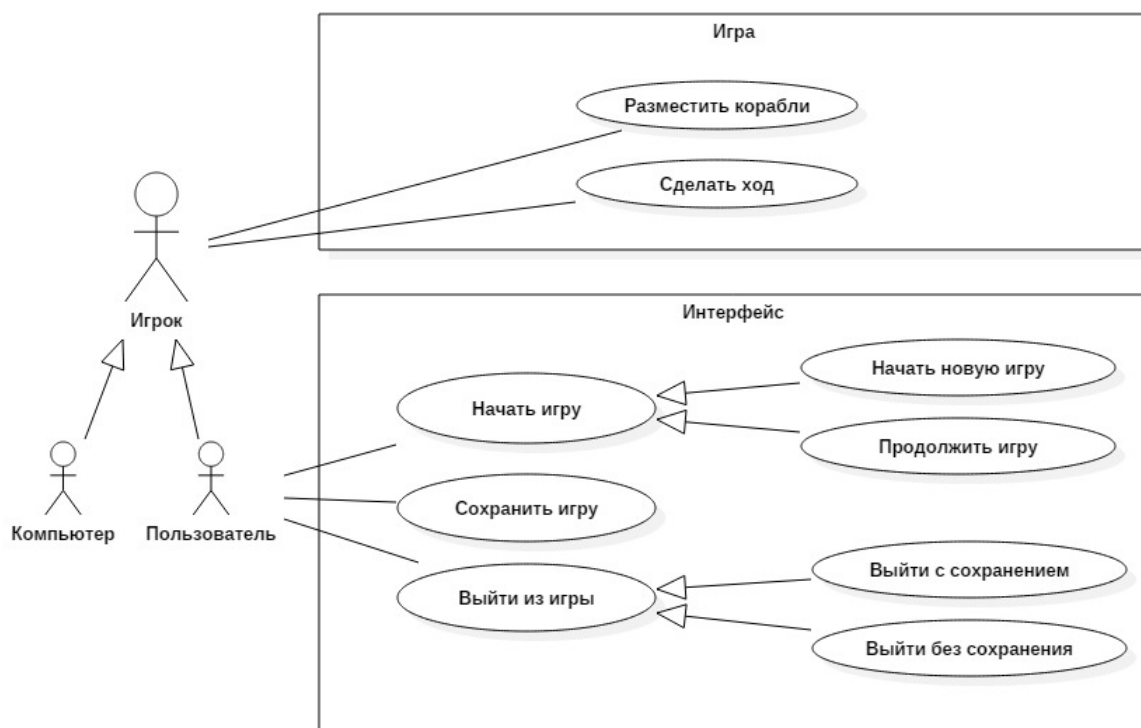 Игра
Разместить корабли
Сделать ход
Игрок
Интерфейс
Начать новую игру
Начать игру
Продолжить игру
Сохранить игру
Компьютер
Пользователь
Выйти с сохранением
Выйти из игры
Выйти без сохранения